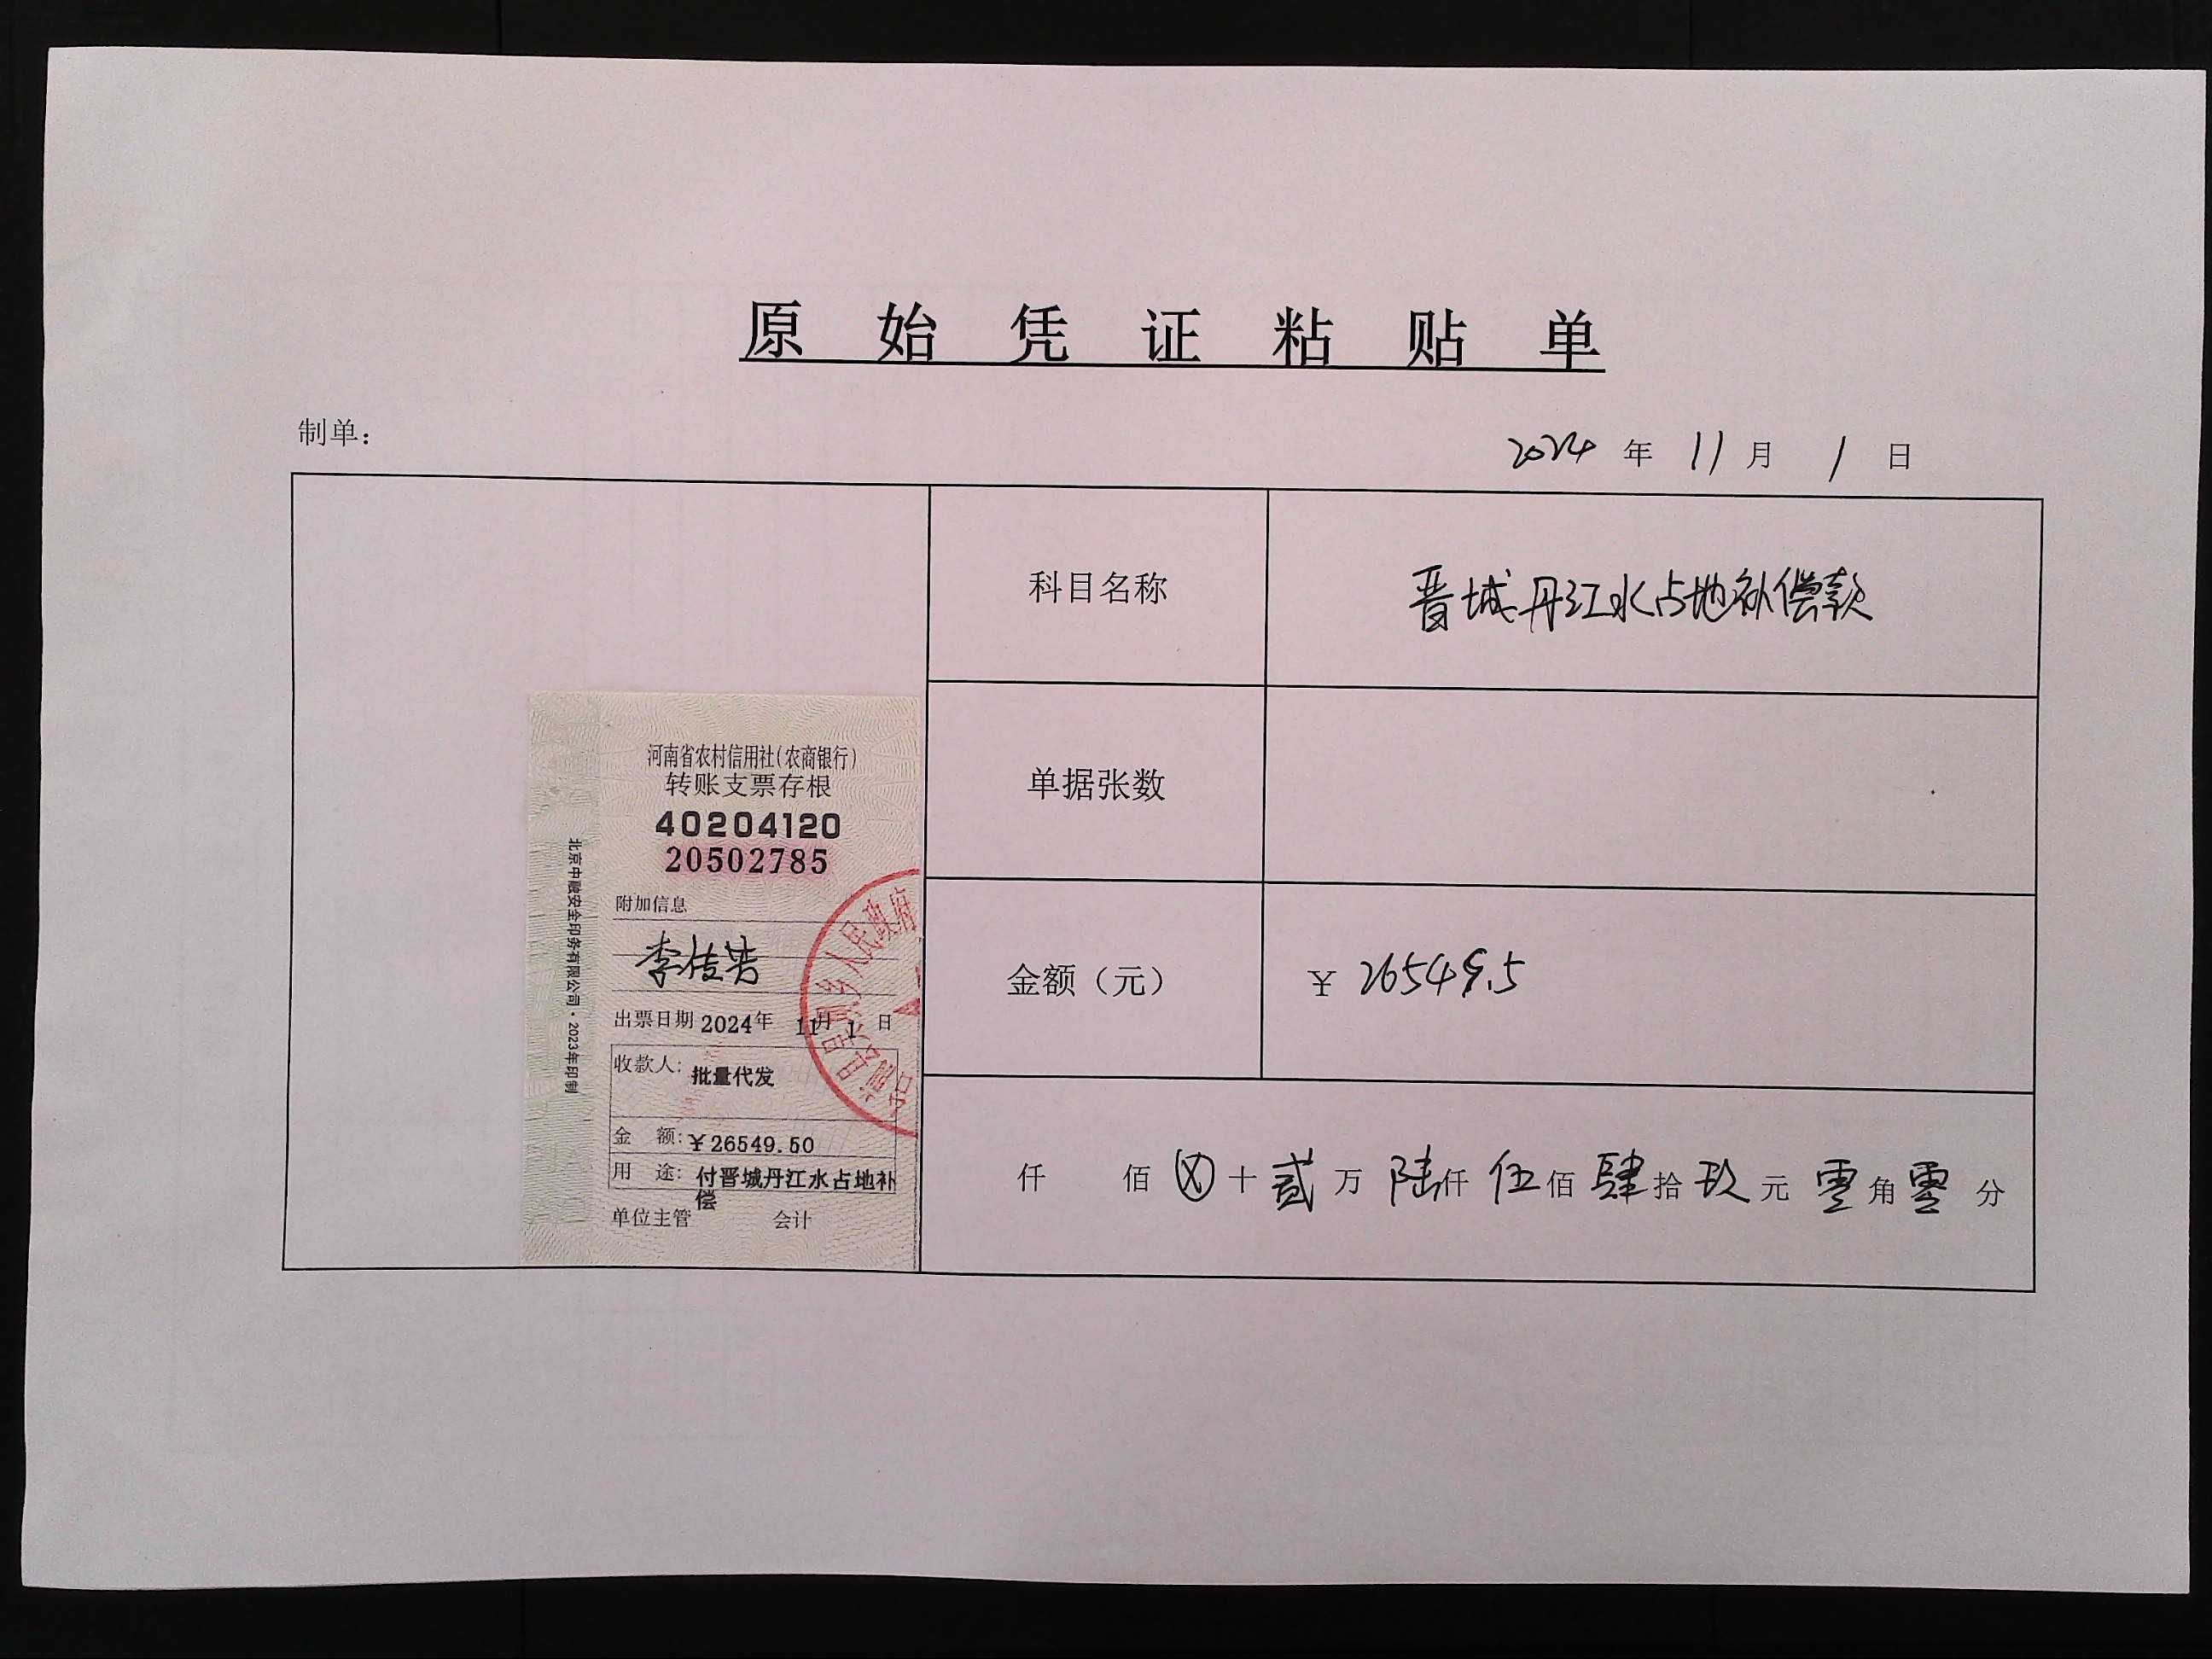 原始凭证粘贴单
制单：
2024 年 11 月 1 日
科目名称 晋城丹江水占地补偿款
单据张数
金额（元） ¥ 26549.5
仟 佰 ⊗ 十 贰 万 陆 仟 伍 佰 肆 拾 玖 元 零 角 零 分
河南省农村信用社（农商银行）
转账支票存根
40204120
20502785
附加信息
出票日期 2024年 11月 1 日
收款人：批量代发
金 额：¥26549.50
用 途：付晋城丹江水占地补
偿
单位主管 会计
北京中融安全印务有限公司·2023年印制
乡人民政府